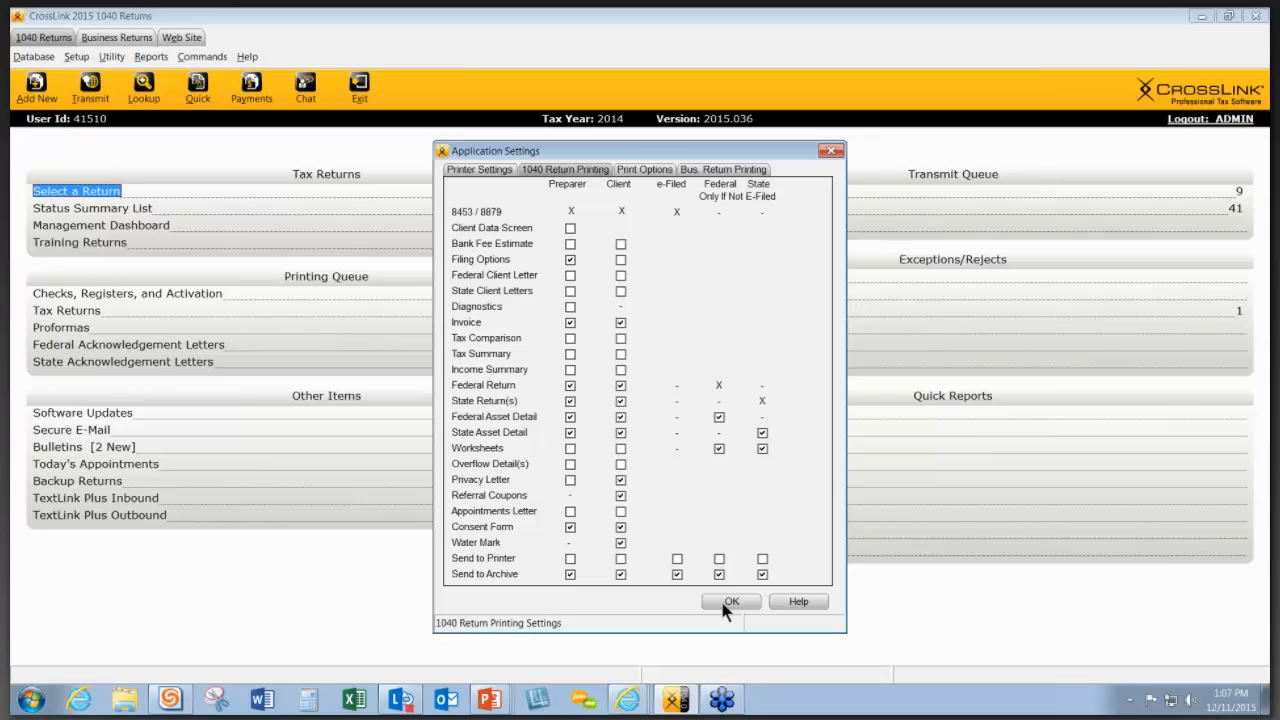 CrossLink 2015 1040 Returns
1040 Returns Business Returns Web Site
Database Setup Utility Reports Commands Help
Add New Transmit Lookup Quick Payments Chat Exit
CROSSLINK
Professional Tax Software
User Id: 41510 Tax Year: 2014 Version: 2015.036 Logout: ADMIN
Tax Returns
Select a Return
Status Summary List
Management Dashboard
Training Returns
Printing Queue
Checks, Registers, and Activation
Tax Returns
Proformas
Federal Acknowledgement Letters
State Acknowledgement Letters
Other Items
Software Updates
Secure E-Mail
Bulletins [2 New]
Today's Appointments
Backup Returns
TextLink Plus Inbound
TextLink Plus Outbound
Application Settings
Printer Settings 1040 Return Printing Print Options Bus. Return Printing
Preparer Client e-Filed Federal State
Only If Not E-Filed
8453 / 8879 X X X - -
Client Data Screen
Bank Fee Estimate
Filing Options
Federal Client Letter
State Client Letters
Diagnostics -
Invoice
Tax Comparison
Tax Summary
Income Summary
Federal Return - X -
State Return(s) - - X
Federal Asset Detail - -
State Asset Detail - -
Worksheets -
Overflow Detail(s)
Privacy Letter
Referral Coupons -
Appointments Letter
Consent Form
Water Mark -
Send to Printer
Send to Archive
OK Help
1040 Return Printing Settings
Transmit Queue
9
41
Exceptions/Rejects
1
Quick Reports
1:07 PM
12/11/2015